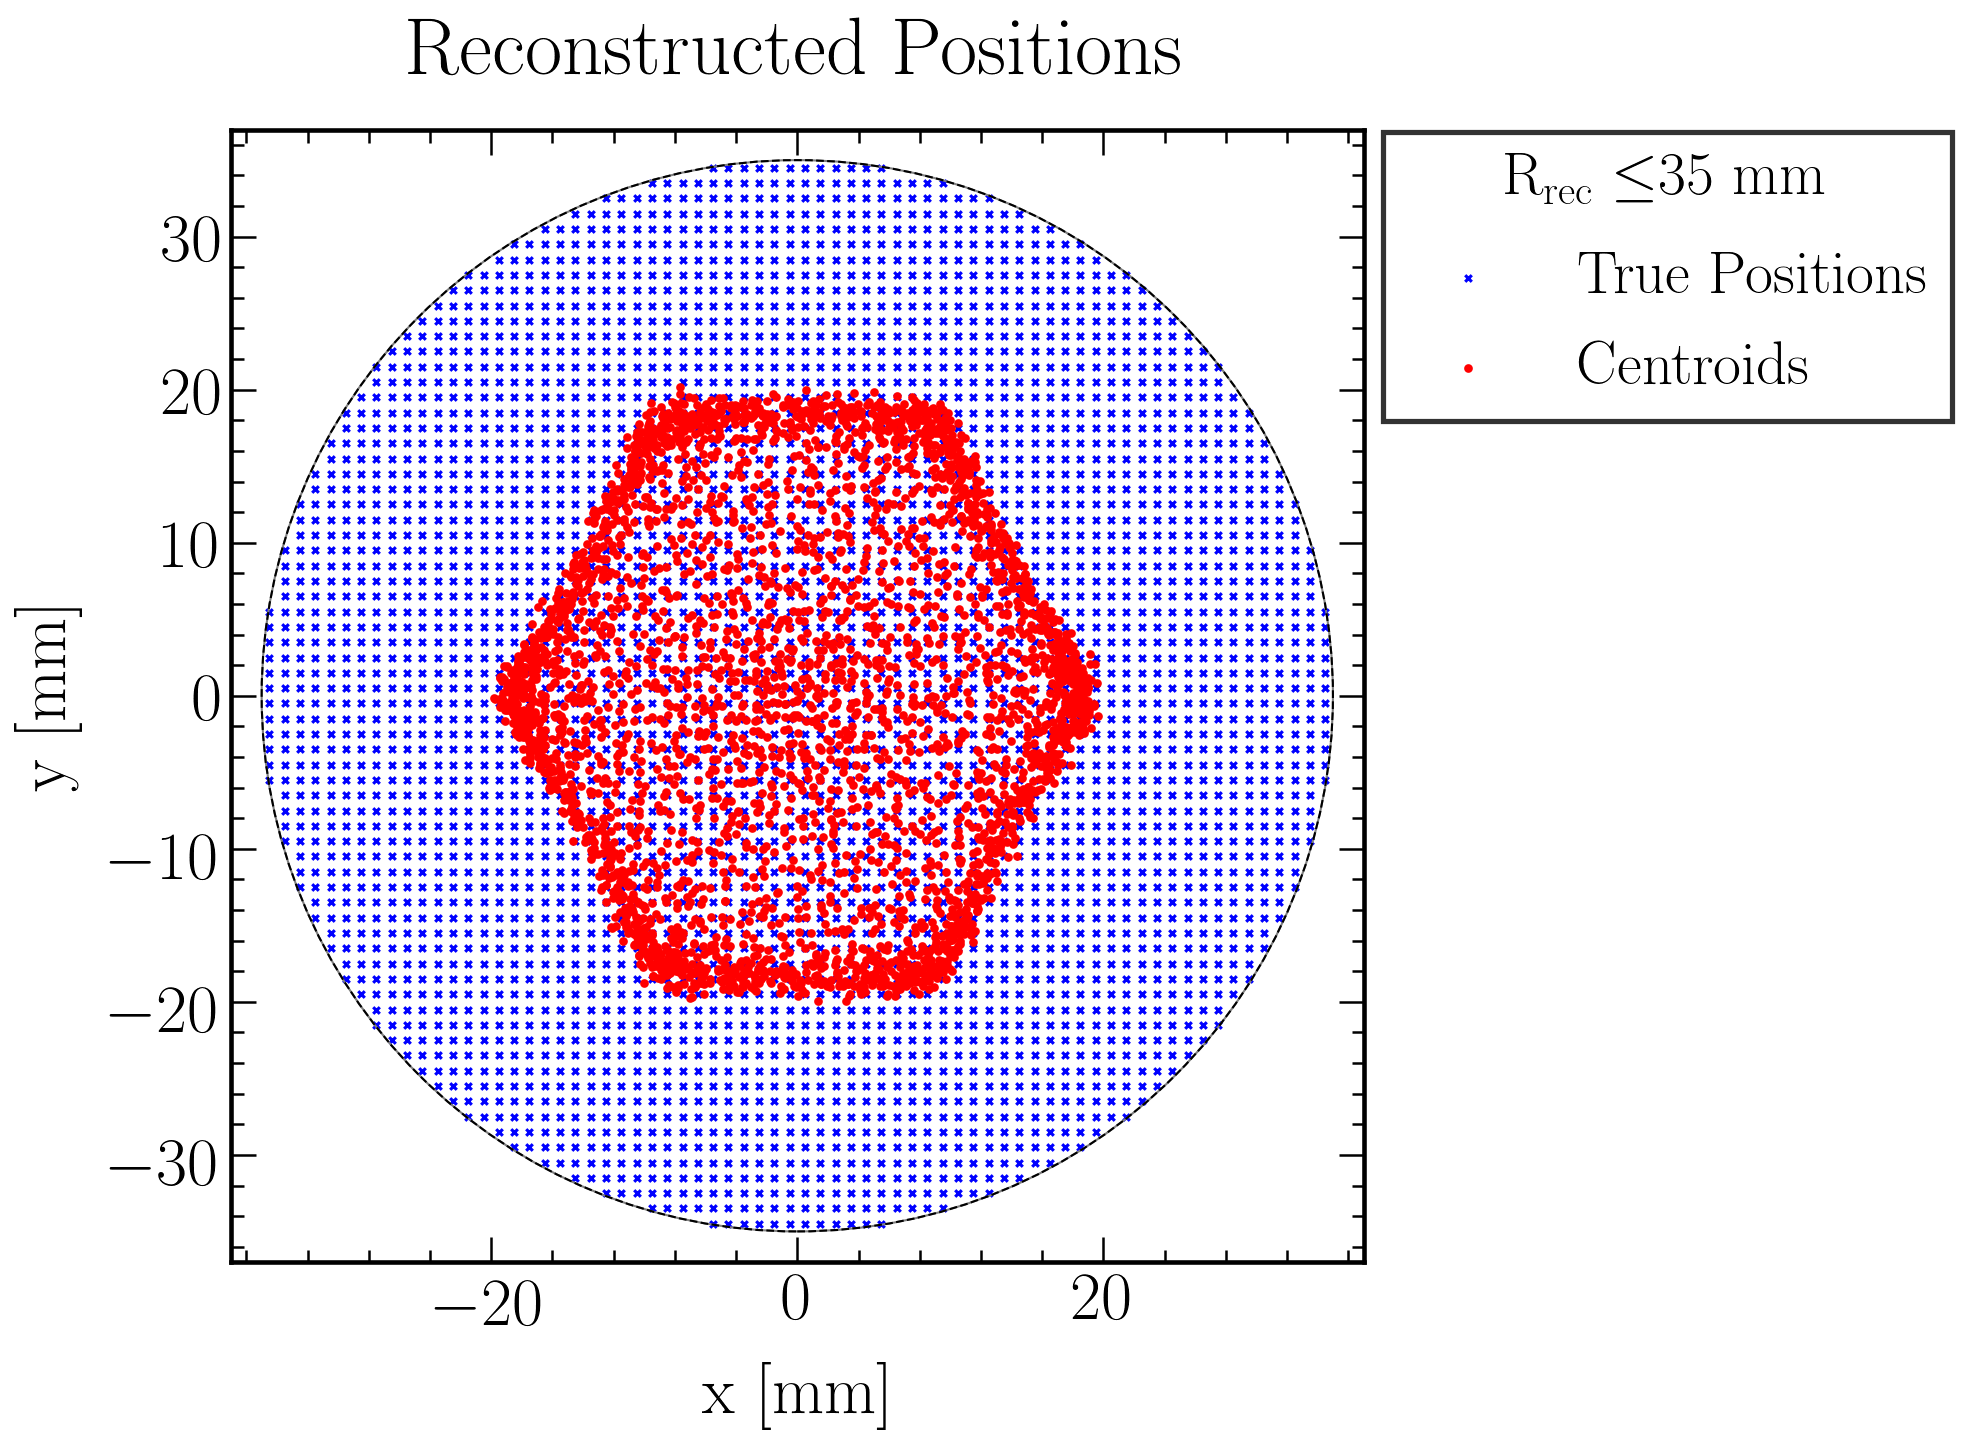 Reconstructed Positions
R_rec ≤35 mm
True Positions
Centroids
30
20
10
0
−10
−20
−30
y [mm]
−20 0 20
x [mm]